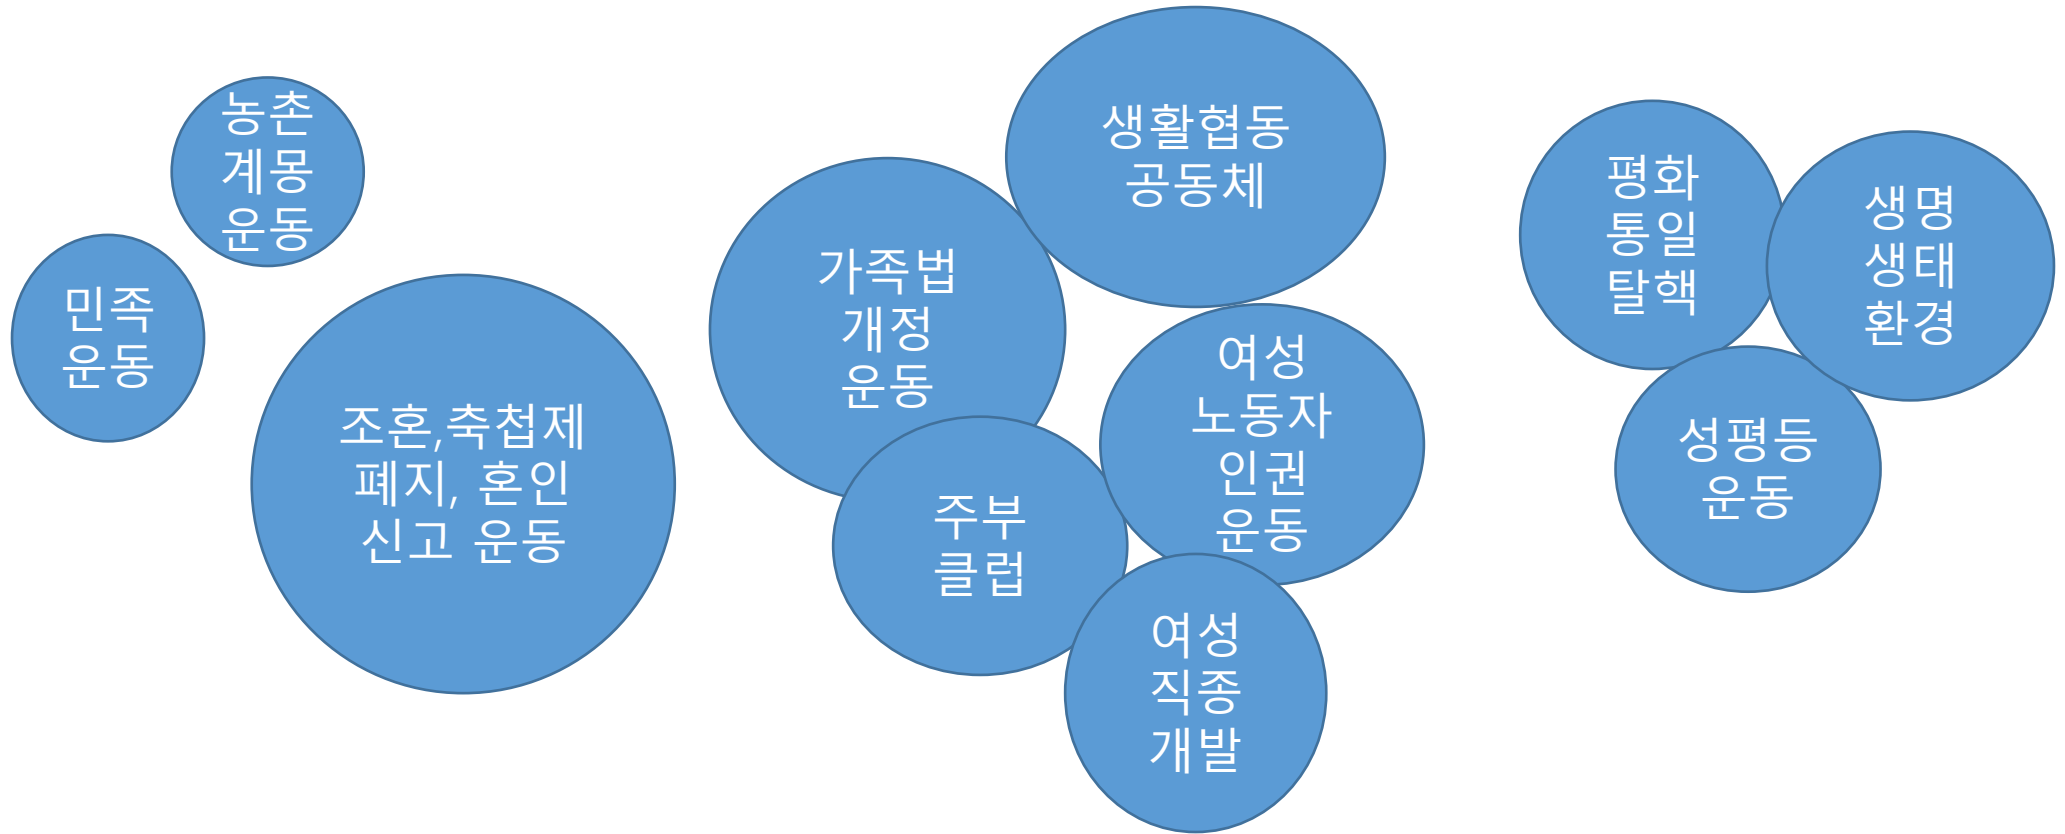 농촌
계몽
운동
민족
운동
조혼,축첩제
폐지, 혼인
신고 운동
생활협동
공동체
가족법
개정
운동
여성
노동자
인권
운동
주부
클럽
여성
직종
개발
평화
통일
탈핵
생명
생태
환경
성평등
운동